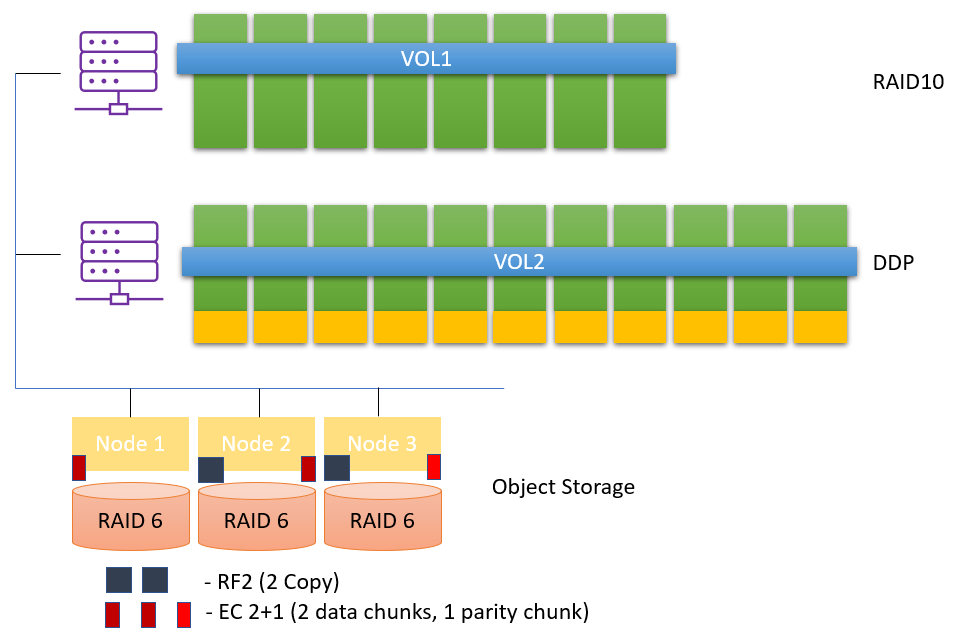 VOL1
RAID10
VOL2
DDP
Node 1
Node 2
Node 3
RAID 6
RAID 6
RAID 6
Object Storage
- RF2 (2 Copy)
- EC 2+1 (2 data chunks, 1 parity chunk)